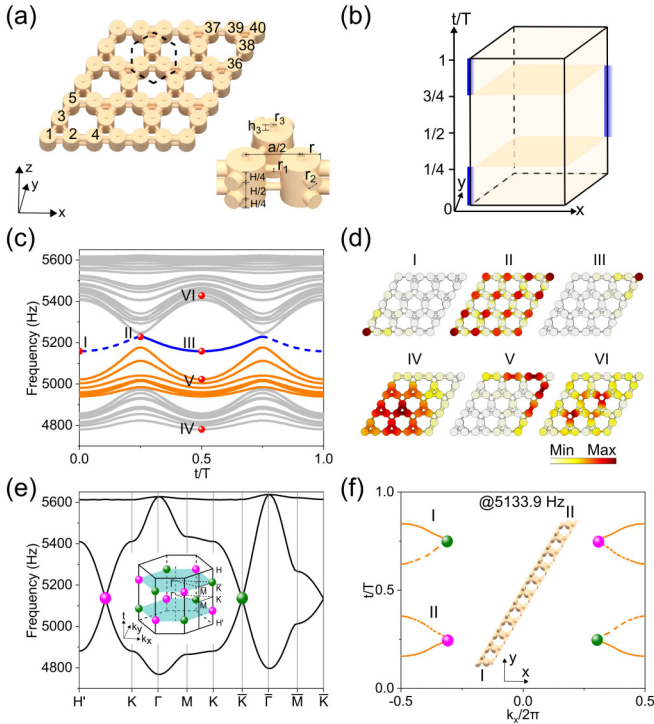 (a)
37 39 40
38
36
5
3
1 2 4
z
y
x
h3 r3
a/2 r
r1
H/4
H/2
H/4
r2
(b)
t/T
1
3/4
1/2
1/4
0
y
x
(c)
Frequency (Hz)
5600
5400
5200
5000
4800
I
II
III
IV
V
VI
0.0 0.5 1.0
t/T
(d)
I II III
IV V VI
Min Max
(e)
Frequency (Hz)
5600
5400
5200
5000
4800
H
K̄
K
H'
Γ̄
Γ
M̄
M
t
ky
kx
H' K Γ M K K̄ Γ̄ M̄ K̄
(f)
@5133.9 Hz
t/T
1.0
0.5
0.0
I
II
II
I
y
x
-0.5 0.0 0.5
kx/2π